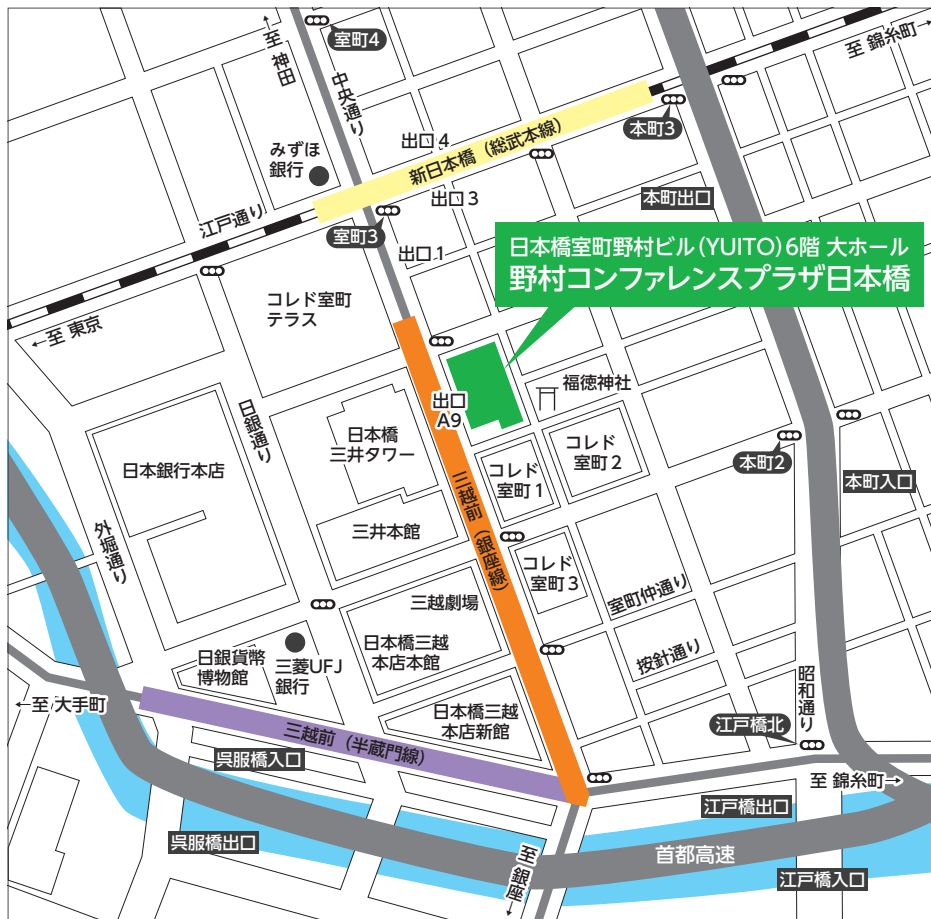 ←至 神田
室町4
中央通り
至 錦糸町→
みずほ
銀行
出口 4
新日本橋（総武本線）
本町3
江戸通り
出口 3
室町3
出口 1
本町出口
日本橋室町野村ビル（YUITO）6階 大ホール
野村コンファレンスプラザ日本橋
コレド室町
テラス
←至 東京
出口
A9
福徳神社
日銀通り
日本橋
三井タワー
コレド
室町1
コレド
室町2
本町2
本町入口
日本銀行本店
三越前（銀座線）
外堀通り
三井本館
コレド
室町3
室町仲通り
三越劇場
日本橋三越
本店本館
按針通り
日銀貨幣
博物館
三菱UFJ
銀行
昭和通り
←至 大手町
三越前（半蔵門線）
日本橋三越
本店新館
江戸橋北
呉服橋入口
至 錦糸町→
江戸橋出口
呉服橋出口
至 銀座→
首都高速
江戸橋入口